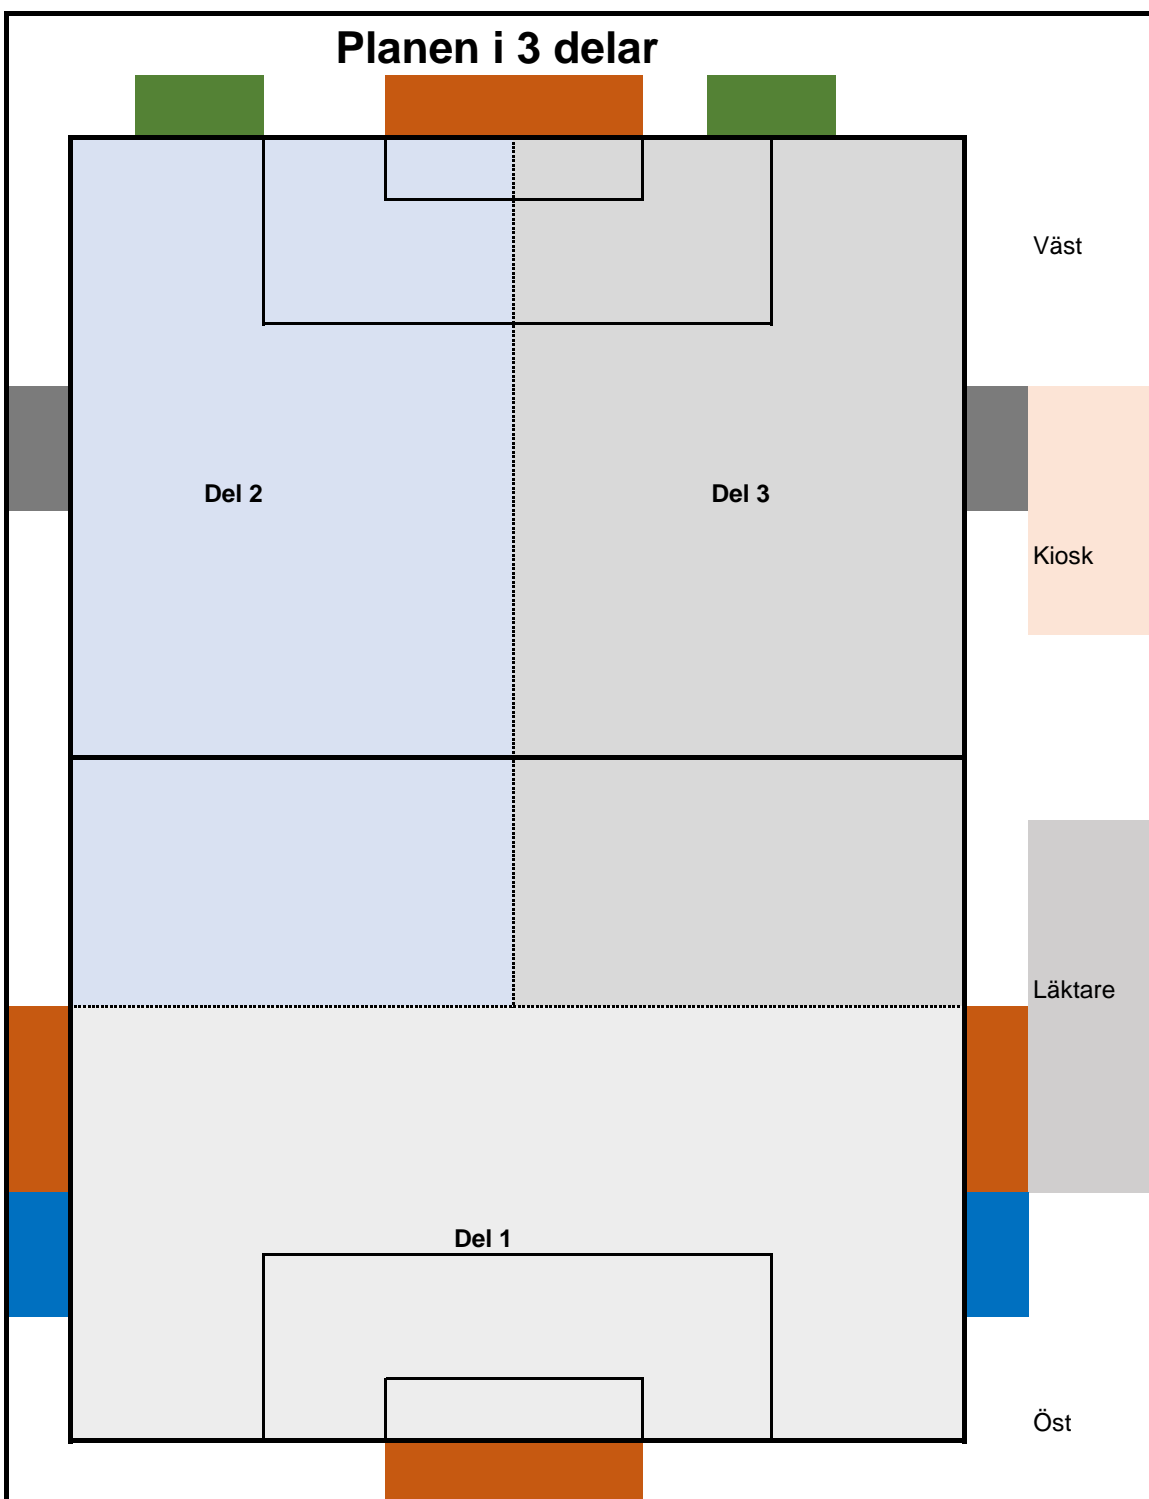 Planen i 3 delar
Väst
Del 2
Del 3
Kiosk
Läktare
Del 1
Öst